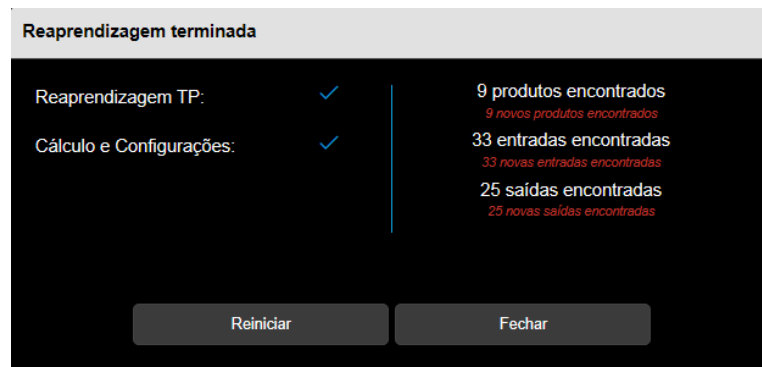 Reaprendizagem terminada
Reaprendizagem TP:
Cálculo e Configurações:
9 produtos encontrados
9 novos produtos encontrados
33 entradas encontradas
33 novas entradas encontradas
25 saídas encontradas
25 novas saídas encontradas
Reiniciar
Fechar